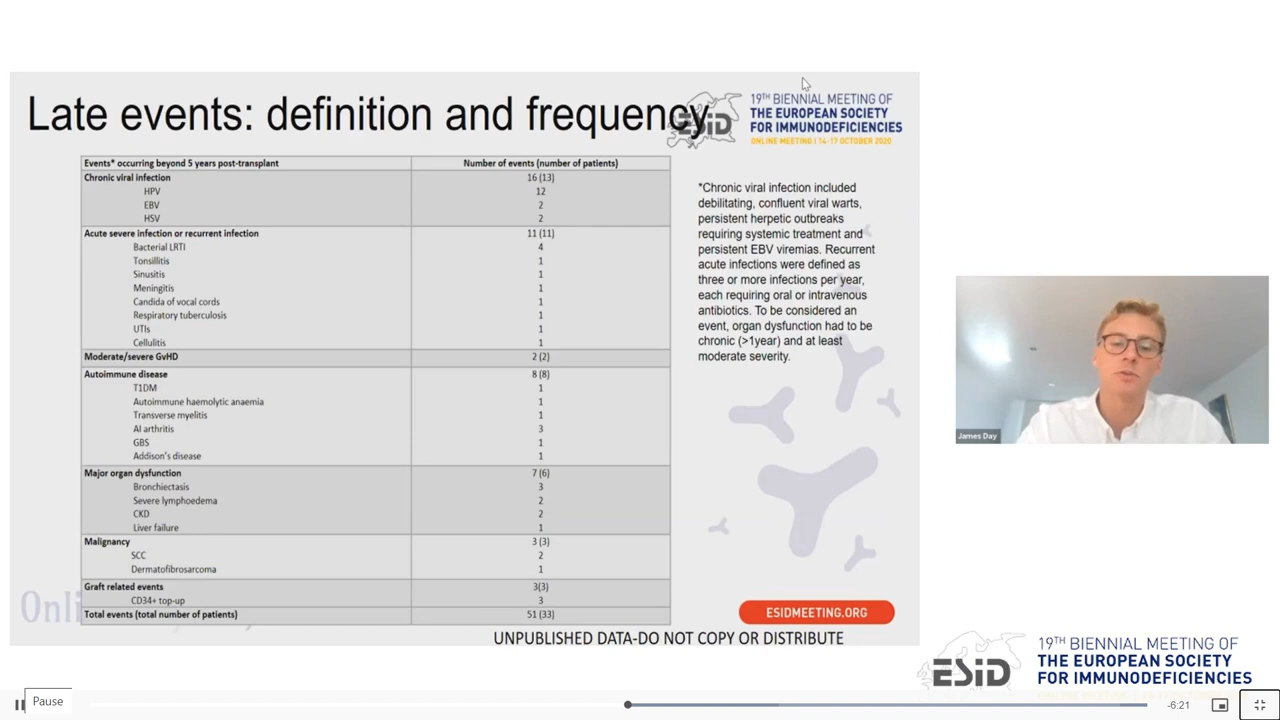 Late events: definition and frequency
ESiD
19TH BIENNIAL MEETING OF
THE EUROPEAN SOCIETY
FOR IMMUNODEFICIENCIES
ONLINE MEETING | 14-17 OCTOBER 2020
Events* occurring beyond 5 years post-transplant Number of events (number of patients)
Chronic viral infection 16 (13)
HPV 12
EBV 2
HSV 2
Acute severe infection or recurrent infection 11 (11)
Bacterial LRTI 4
Tonsillitis 1
Sinusitis 1
Meningitis 1
Candida of vocal cords 1
Respiratory tuberculosis 1
UTIs 1
Cellulitis 1
Moderate/severe GvHD 2 (2)
Autoimmune disease 8 (8)
T1DM 1
Autoimmune haemolytic anaemia 1
Transverse myelitis 1
AI arthritis 3
GBS 1
Addison's disease 1
Major organ dysfunction 7 (6)
Bronchiectasis 3
Severe lymphoedema 2
CKD 2
Liver failure 1
Malignancy 3 (3)
SCC 2
Dermatofibrosarcoma 1
Graft related events 3(3)
CD34+ top-up 3
Total events (total number of patients) 51 (33)
*Chronic viral infection included
debilitating, confluent viral warts,
persistent herpetic outbreaks
requiring systemic treatment and
persistent EBV viremias. Recurrent
acute infections were defined as
three or more infections per year,
each requiring oral or intravenous
antibiotics. To be considered an
event, organ dysfunction had to be
chronic (>1year) and at least
moderate severity.
ESIDMEETING.ORG
UNPUBLISHED DATA-DO NOT COPY OR DISTRIBUTE
James Day
ESiD
19TH BIENNIAL MEETING OF
THE EUROPEAN SOCIETY
FOR IMMUNODEFICIENCIES
Pause
-6:21